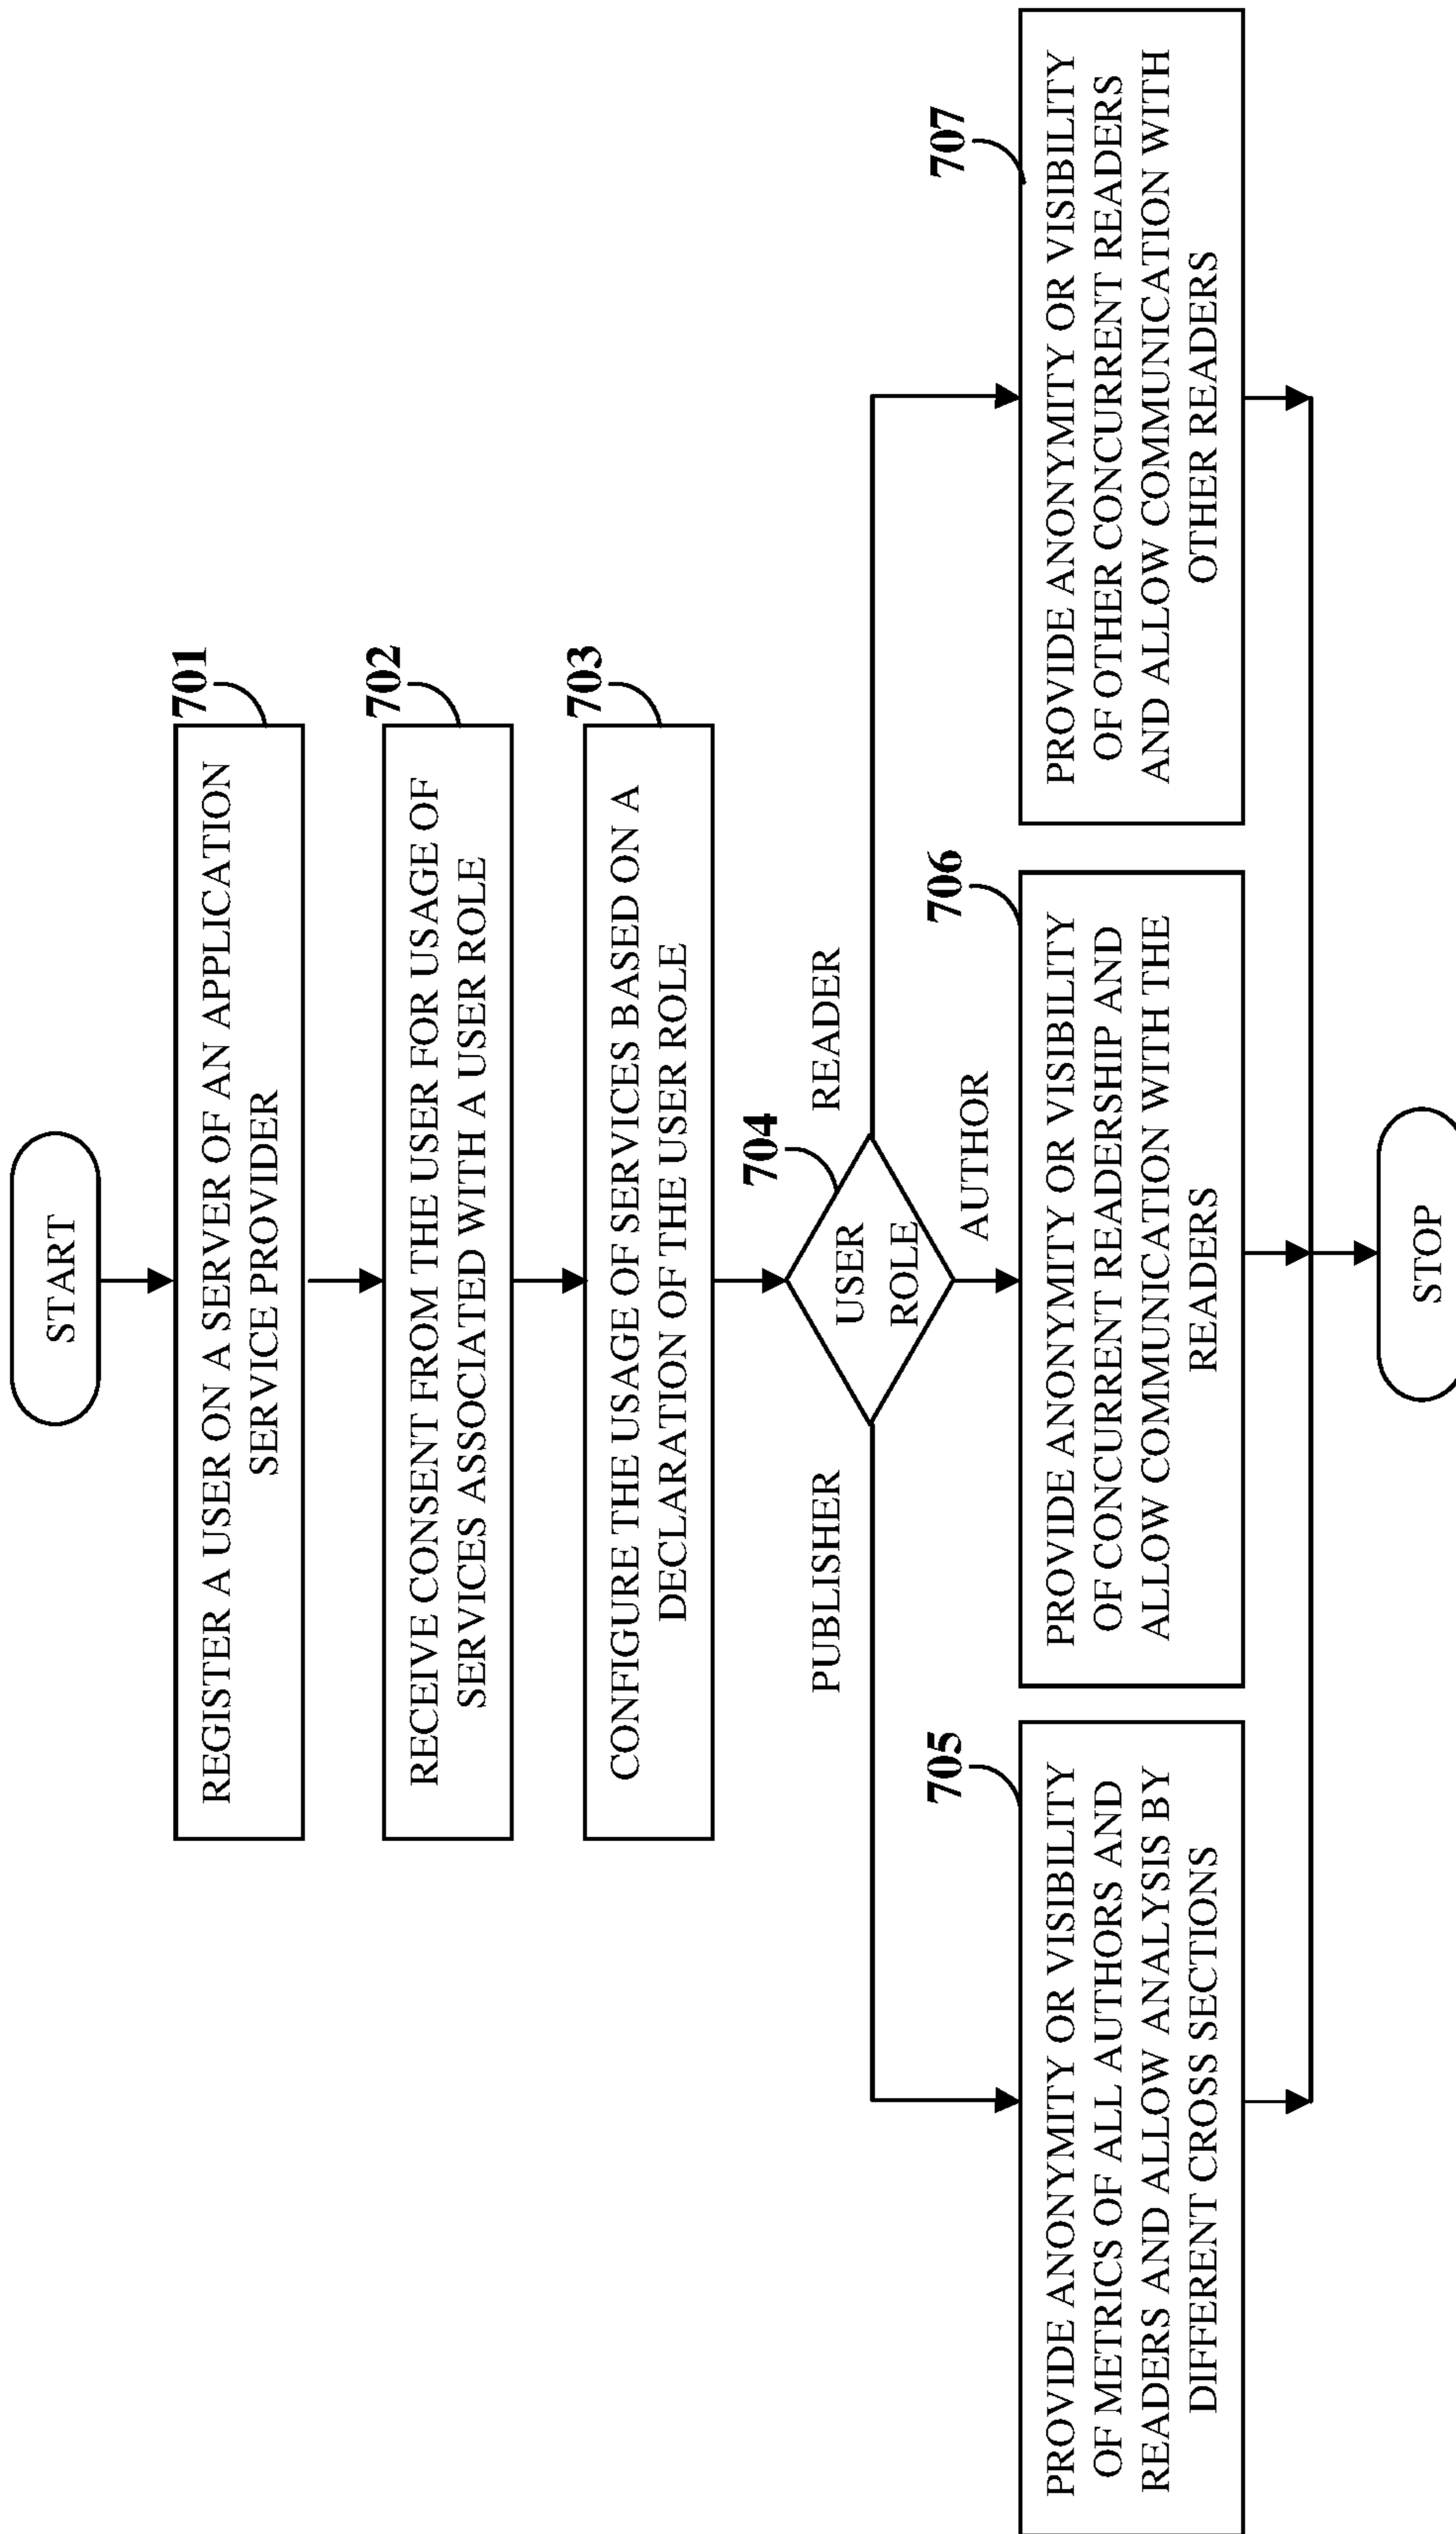 START
701
REGISTER A USER ON A SERVER OF AN APPLICATION
SERVICE PROVIDER
702
RECEIVE CONSENT FROM THE USER FOR USAGE OF
SERVICES ASSOCIATED WITH A USER ROLE
703
CONFIGURE THE USAGE OF SERVICES BASED ON A
DECLARATION OF THE USER ROLE
704
PUBLISHER
READER
USER
ROLE
AUTHOR
705
PROVIDE ANONYMITY OR VISIBILITY
OF METRICS OF ALL AUTHORS AND
READERS AND ALLOW ANALYSIS BY
DIFFERENT CROSS SECTIONS
706
PROVIDE ANONYMITY OR VISIBILITY
OF CONCURRENT READERSHIP AND
ALLOW COMMUNICATION WITH THE
READERS
707
PROVIDE ANONYMITY OR VISIBILITY
OF OTHER CONCURRENT READERS
AND ALLOW COMMUNICATION WITH
OTHER READERS
STOP